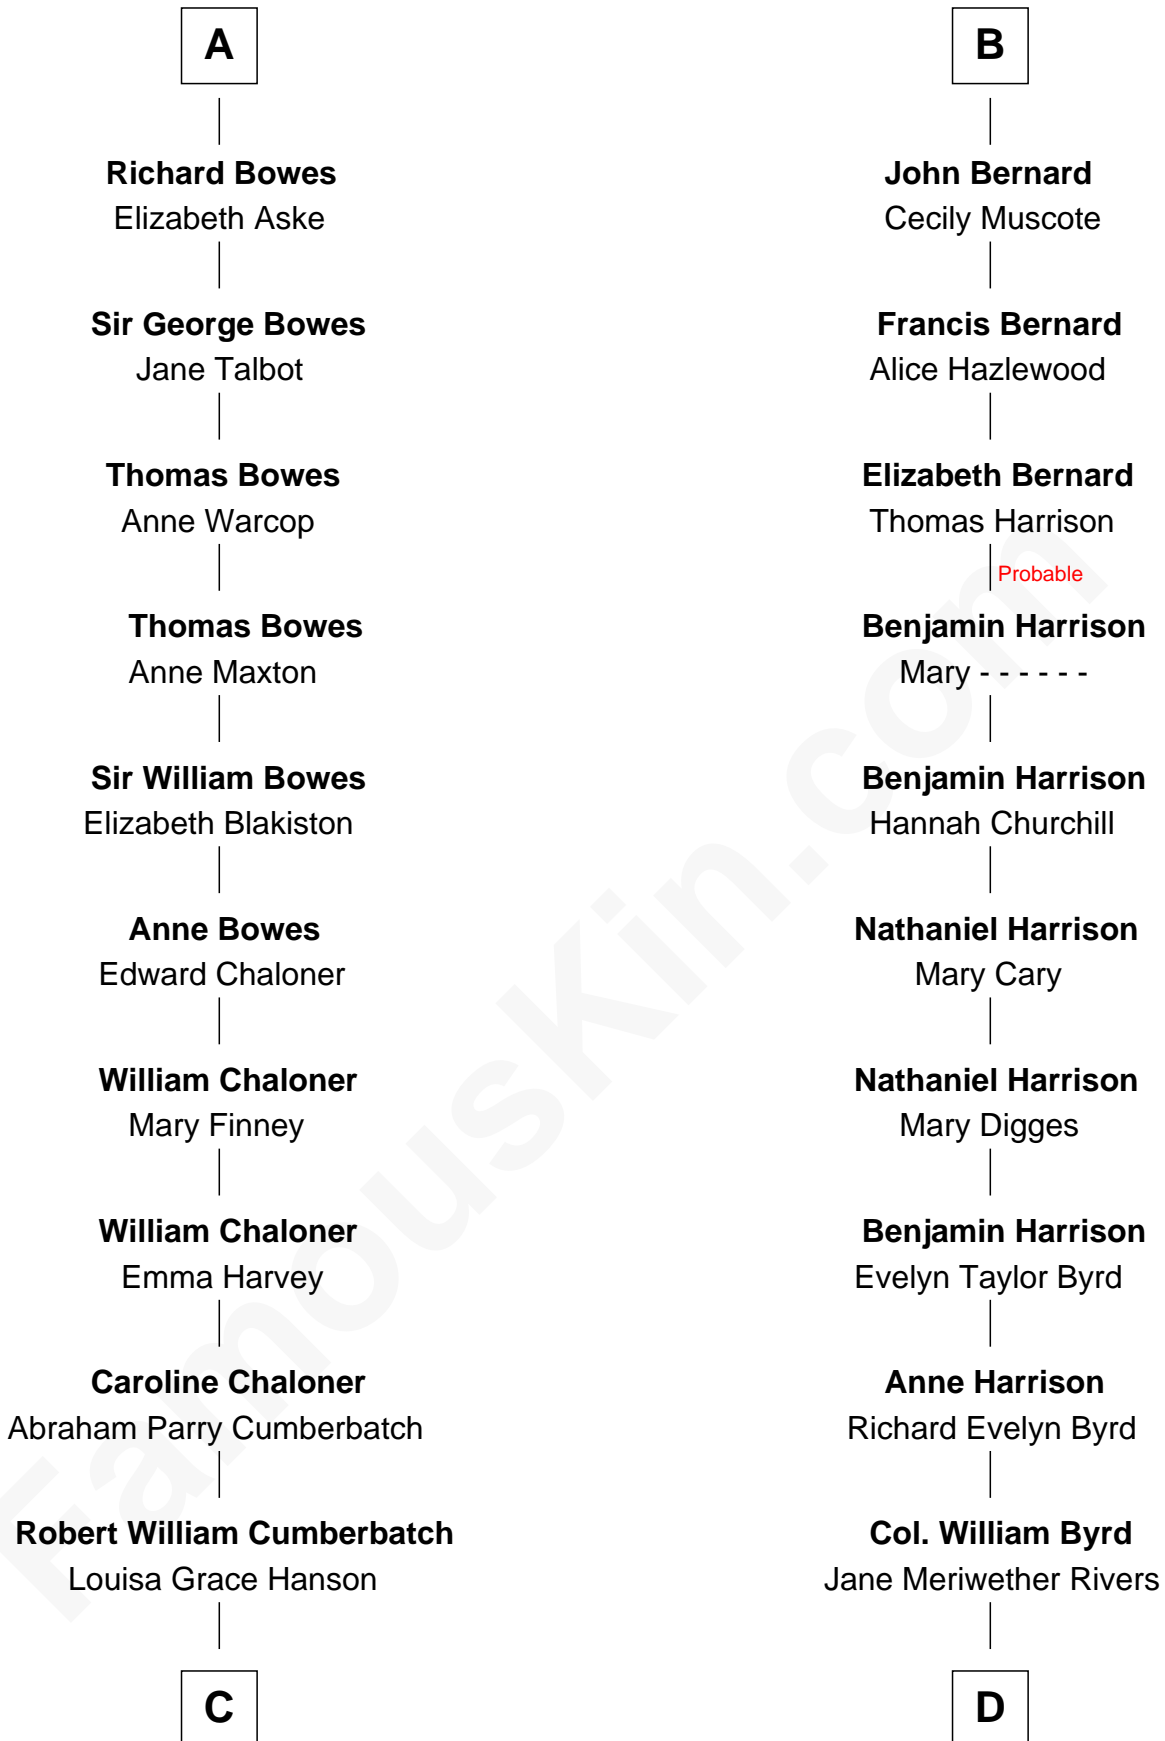 A
Richard Bowes
Elizabeth Aske
Sir George Bowes
Jane Talbot
Thomas Bowes
Anne Warcop
Thomas Bowes
Anne Maxton
Sir William Bowes
Elizabeth Blakiston
Anne Bowes
Edward Chaloner
William Chaloner
Mary Finney
William Chaloner
Emma Harvey
Caroline Chaloner
Abraham Parry Cumberbatch
Robert William Cumberbatch
Louisa Grace Hanson
C
B
John Bernard
Cecily Muscote
Francis Bernard
Alice Hazlewood
Elizabeth Bernard
Thomas Harrison
Probable
Benjamin Harrison
Mary - - - - - -
Benjamin Harrison
Hannah Churchill
Nathaniel Harrison
Mary Cary
Nathaniel Harrison
Mary Digges
Benjamin Harrison
Evelyn Taylor Byrd
Anne Harrison
Richard Evelyn Byrd
Col. William Byrd
Jane Meriwether Rivers
D
FamousKin.com